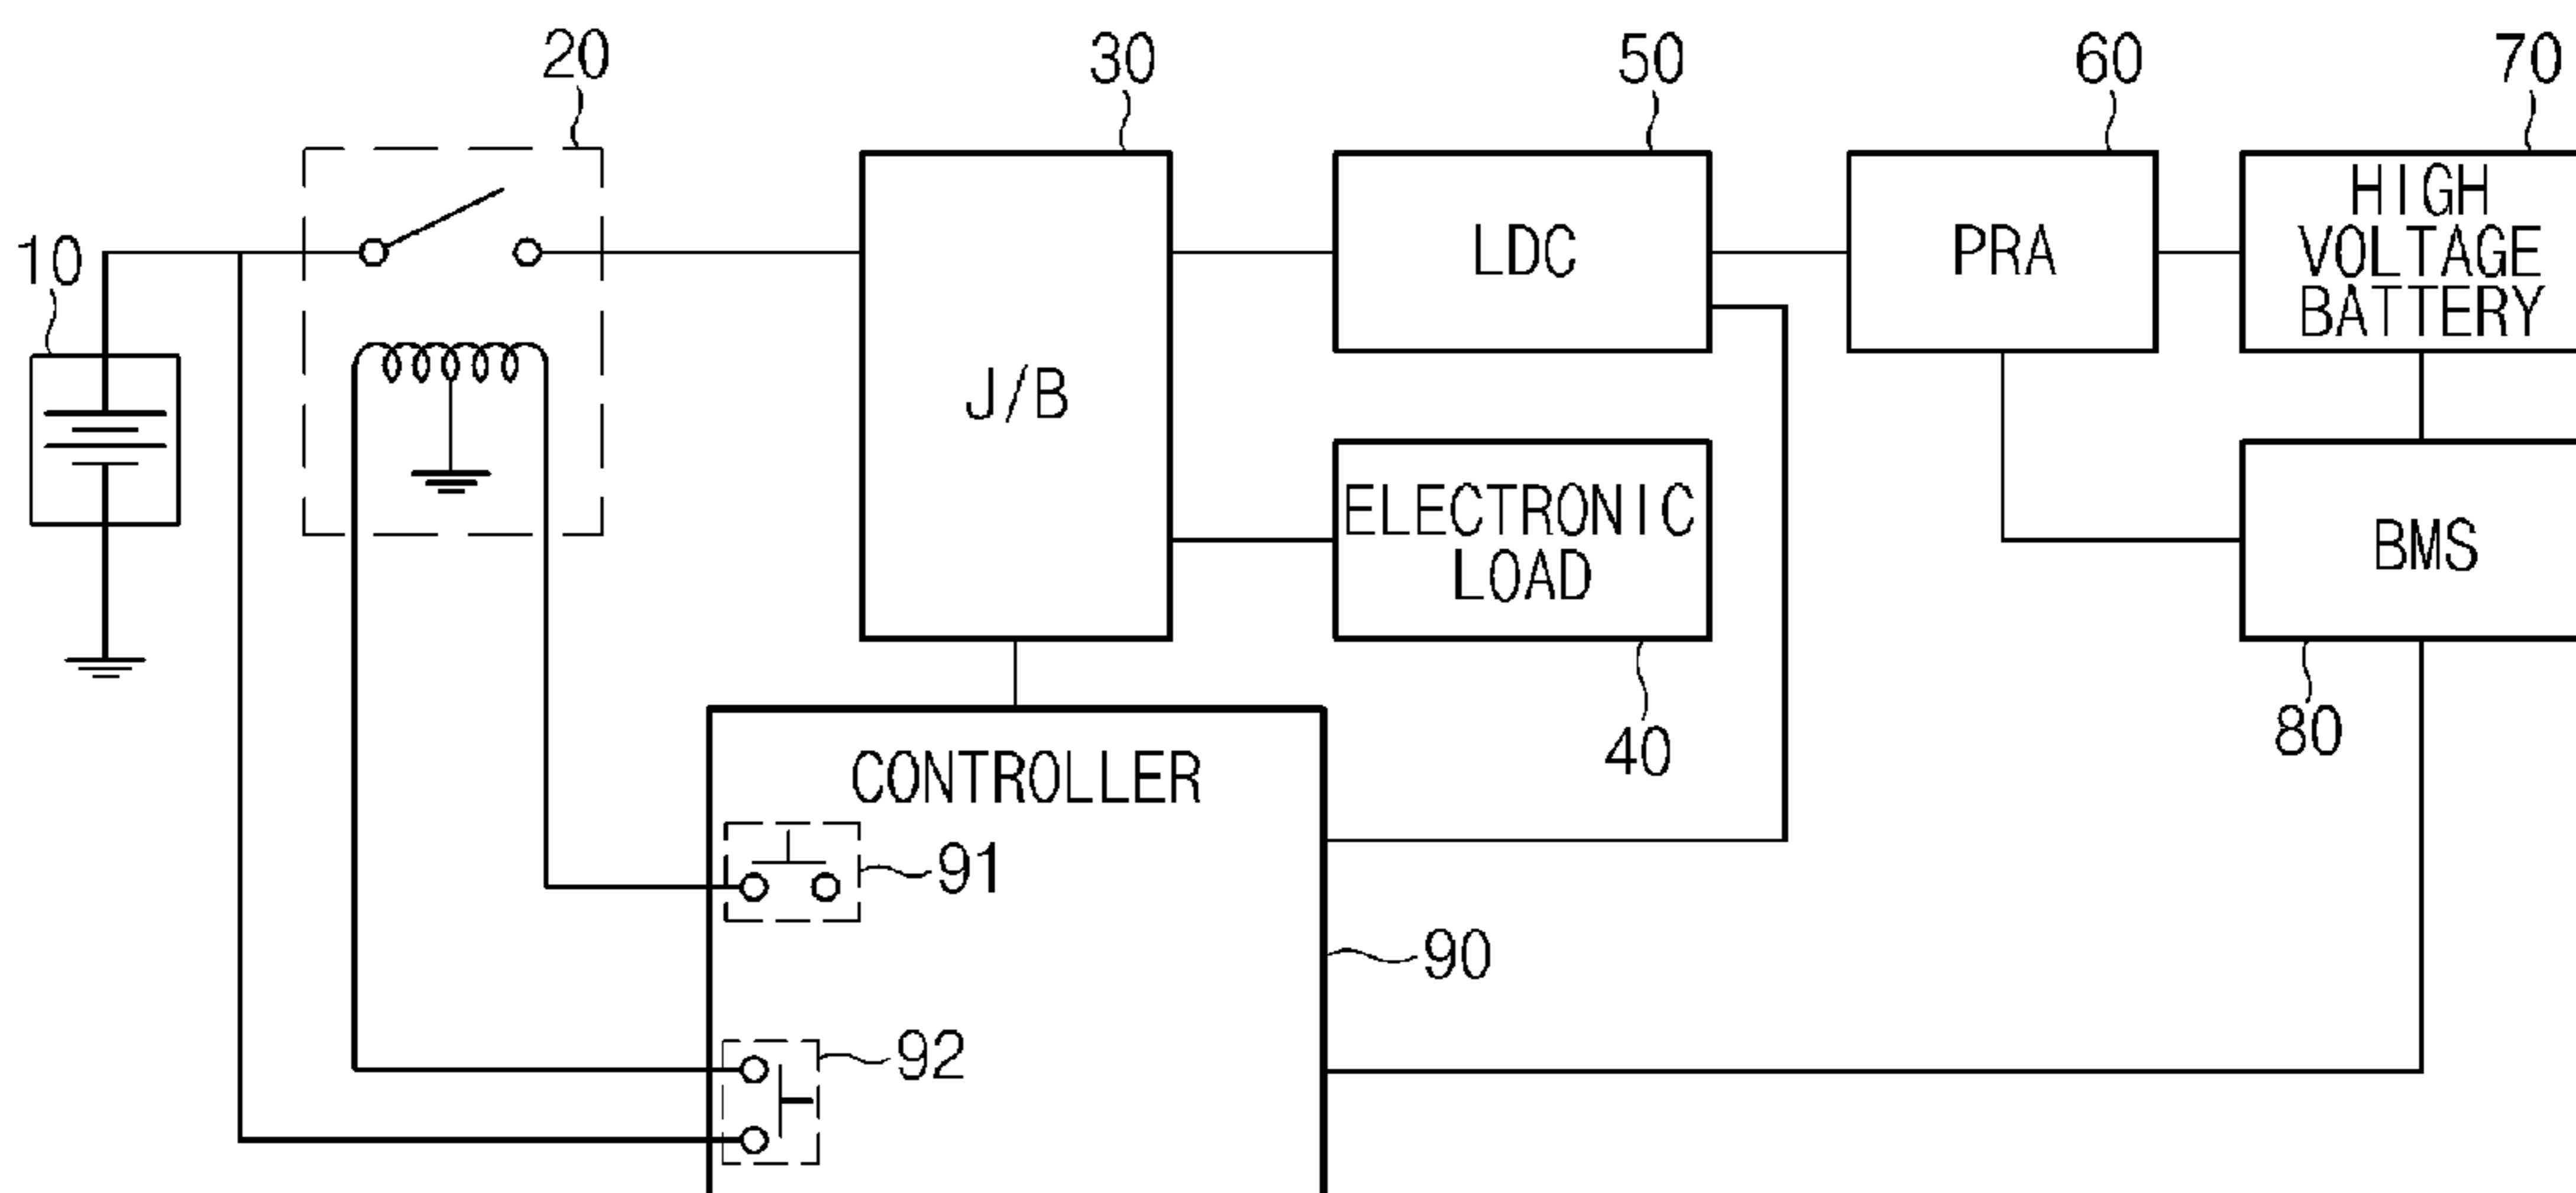 20
30
50
60
70
10
J/B
LDC
PRA
HIGH
VOLTAGE
BATTERY
ELECTRONIC
LOAD
BMS
40
80
CONTROLLER
91
90
92